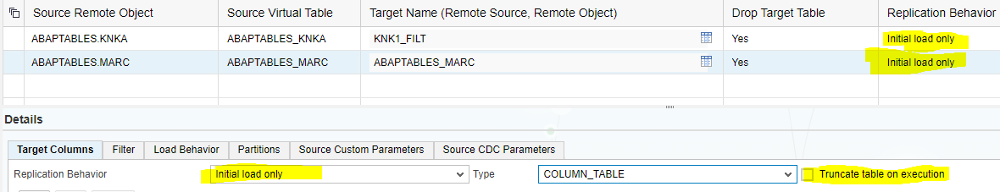 Source Remote Object Source Virtual Table Target Name (Remote Source, Remote Object) Drop Target Table Replication Behavior
ABAPTABLES.KNKA ABAPTABLES_KNKA KNK1_FILT Yes Initial load only
ABAPTABLES.MARC ABAPTABLES_MARC ABAPTABLES_MARC Yes Initial load only
Details
Target Columns Filter Load Behavior Partitions Source Custom Parameters Source CDC Parameters
Replication Behavior Initial load only Type COLUMN_TABLE Truncate table on execution